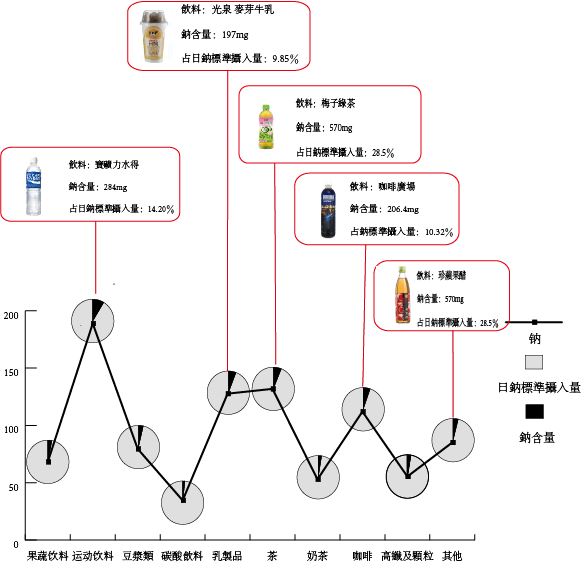 飲料：光泉 麥芽牛乳
鈉含量：197mg
占日鈉標準攝入量：9.85%
飲料：梅子綠茶
鈉含量：570mg
占日鈉標準攝入量：28.5%
飲料：寶礦力水得
鈉含量：284mg
占日鈉標準攝入量：14.20%
飲料：咖啡廣場
鈉含量：206.4mg
占鈉標準攝入量：10.32%
飲料：珍蘋果醋
鈉含量：570mg
占日鈉標準攝入量：28.5%
钠
日鈉標準攝入量
鈉含量
200
150
100
50
0
果蔬饮料 运动饮料 豆漿類 碳酸飲料 乳製品 茶 奶茶 咖啡 高纖及顆粒 其他